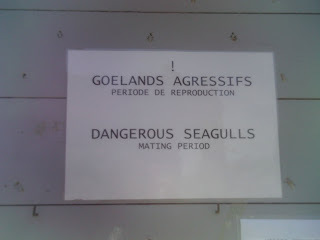 !
GOELANDS AGRESSIFS
PERIODE DE REPRODUCTION
DANGEROUS SEAGULLS
MATING PERIOD